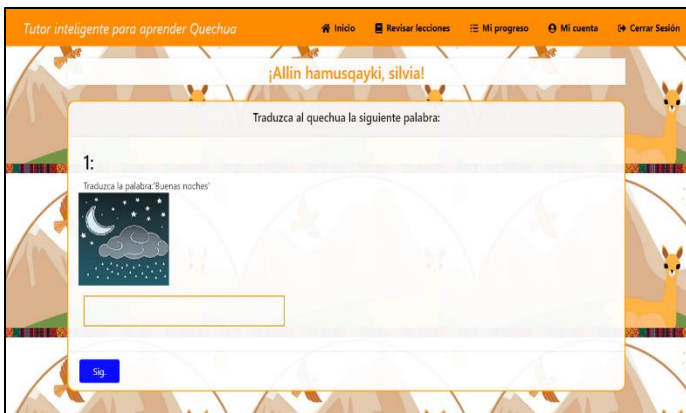 Tutor inteligente para aprender Quechua Inicio Revisar lecciones Mi progreso Mi cuenta Cerrar Sesión
¡Allin hamusqayki, silvia!
Traduzca al quechua la siguiente palabra:
1:
Traduzca la palabra:'Buenas noches'
Sig.